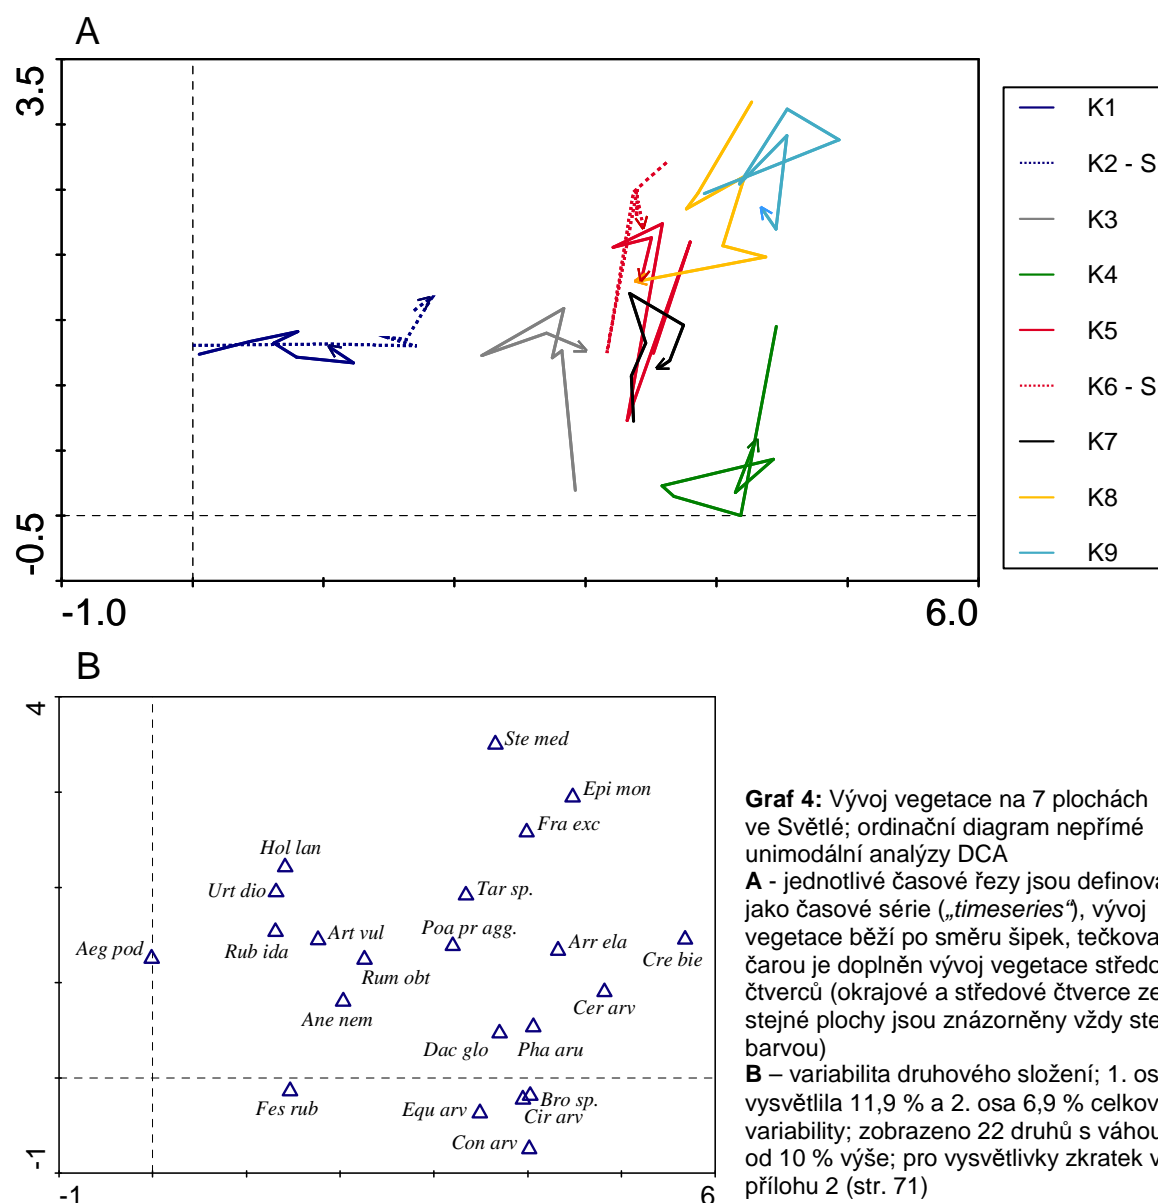 A
3.5
-0.5
-1.0
6.0
K1
K2 - S
K3
K4
K5
K6 - S
K7
K8
K9
B
4
-1
-1
6
Ste med
Epi mon
Fra exc
Hol lan
Urt dio
Tar sp.
Rub ida
Art vul
Poa pr agg.
Arr ela
Cre bie
Aeg pod
Rum obt
Ane nem
Cer arv
Dac glo
Pha aru
Fes rub
Equ arv
Bro sp.
Cir arv
Con arv
Graf 4: Vývoj vegetace na 7 plochách
ve Světlé; ordinační diagram nepřímé
unimodální analýzy DCA
A - jednotlivé časové řezy jsou definová
jako časové série („timeseries“), vývoj
vegetace běží po směru šipek, tečkova
čarou je doplněn vývoj vegetace středo
čtverců (okrajové a středové čtverce ze
stejné plochy jsou znázorněny vždy ste
barvou)
B – variabilita druhového složení; 1. os
vysvětlila 11,9 % a 2. osa 6,9 % celkov
variability; zobrazeno 22 druhů s váhou
od 10 % výše; pro vysvětlivky zkratek v
přílohu 2 (str. 71)